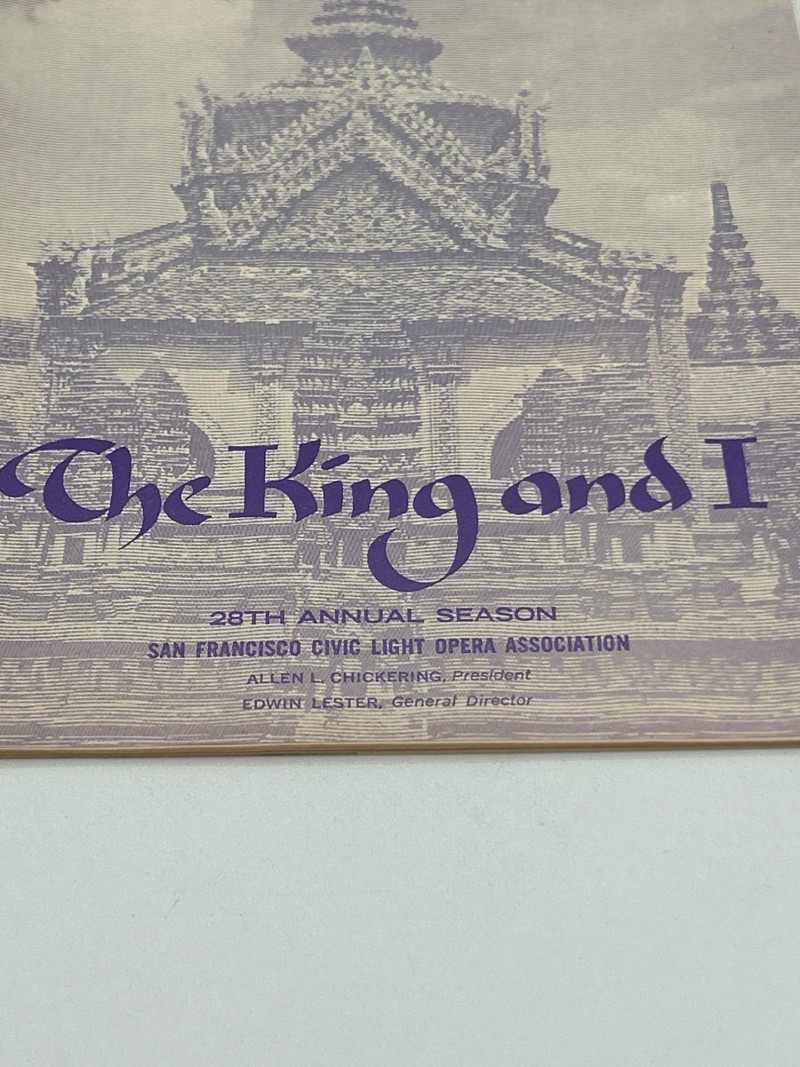 The King and I
28TH ANNUAL SEASON
SAN FRANCISCO CIVIC LIGHT OPERA ASSOCIATION
ALLEN L. CHICKERING, President
EDWIN LESTER, General Director